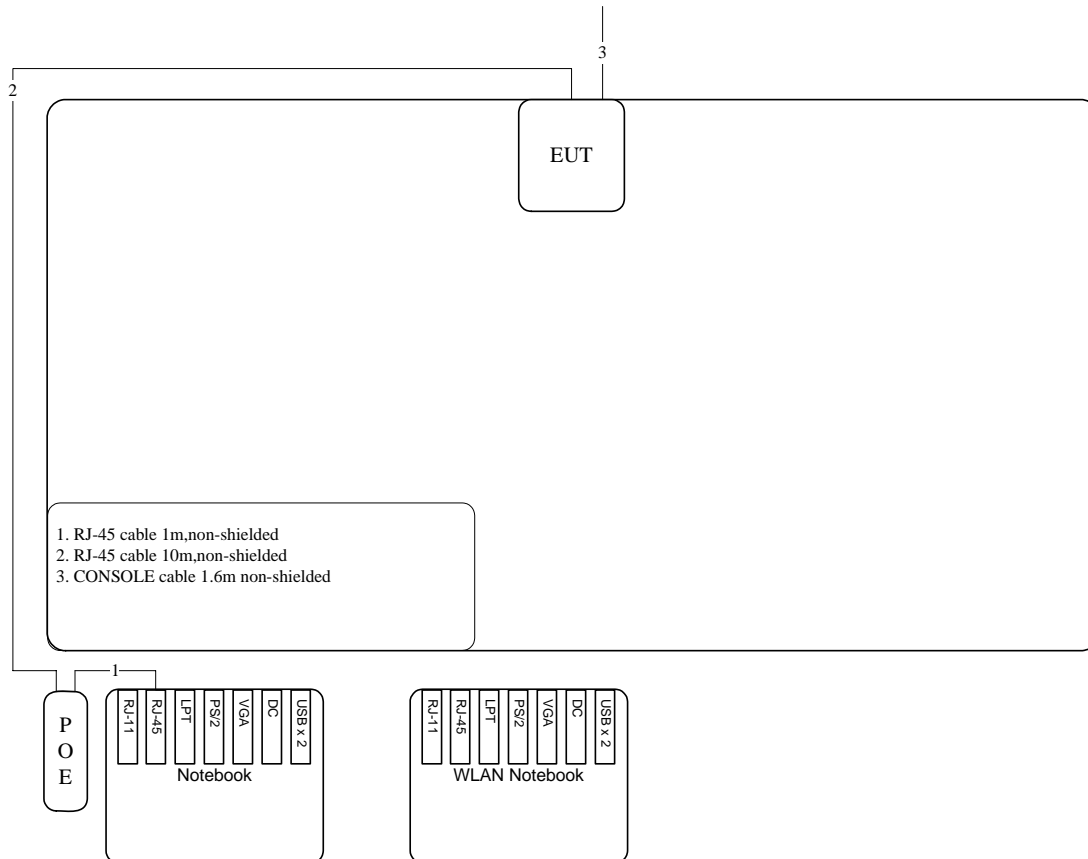 3
2
EUT
1. RJ-45 cable 1m,non-shielded
2. RJ-45 cable 10m,non-shielded
3. CONSOLE cable 1.6m non-shielded
1
P
O
E
RJ-11
RJ-45
LPT
PS/2
VGA
DC
USB x 2
Notebook
RJ-11
RJ-45
LPT
PS/2
VGA
DC
USB x 2
WLAN Notebook